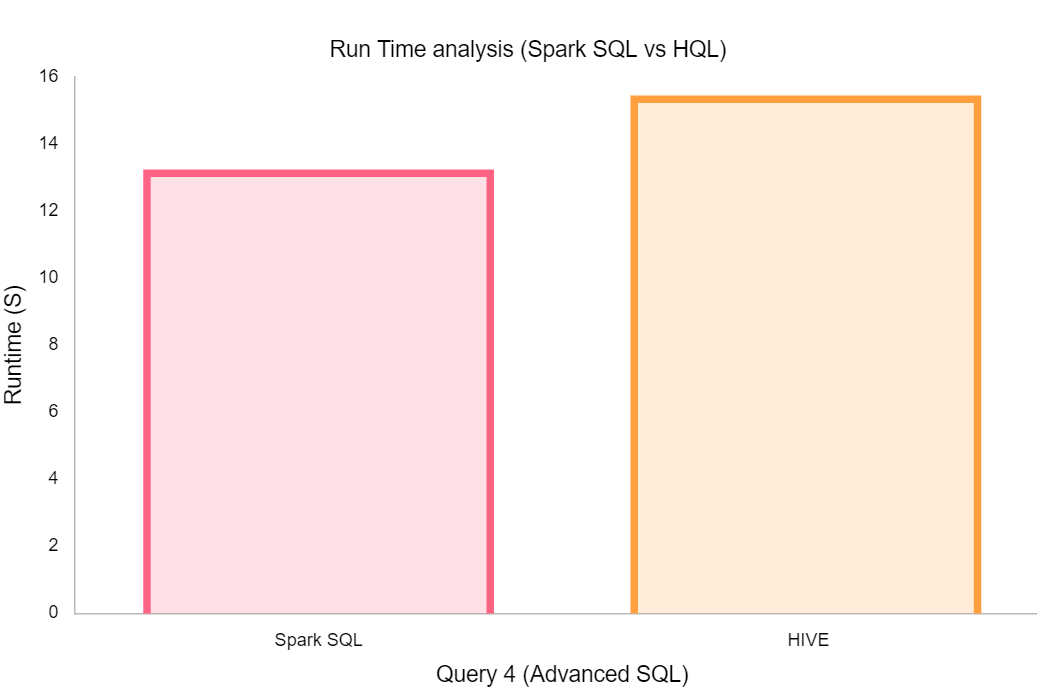 Run Time analysis (Spark SQL vs HQL)
16
14
12
10
8
6
4
2
0
Runtime (S)
Spark SQL
HIVE
Query 4 (Advanced SQL)